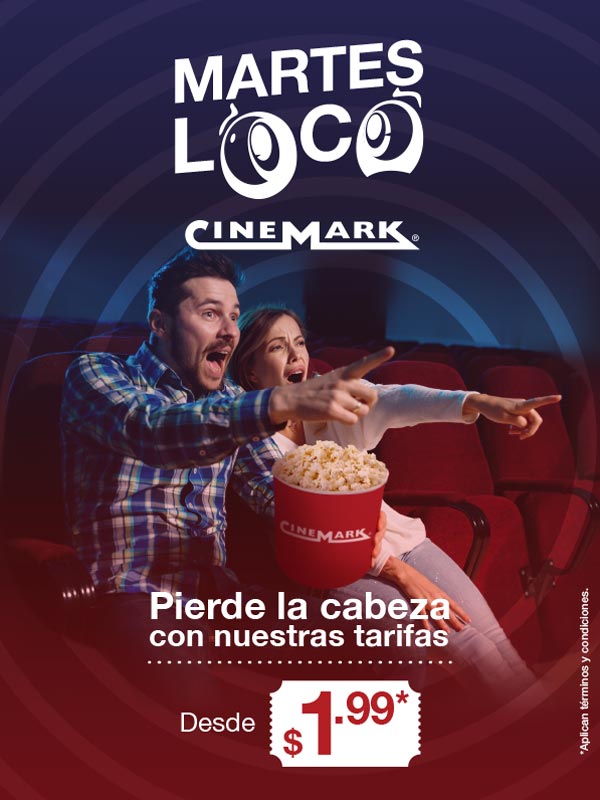 MARTES
LOCO
CINEMARK®
CINEMARK
Pierde la cabeza
con nuestras tarifas
Desde
$1.99*
*Aplican términos y condiciones.